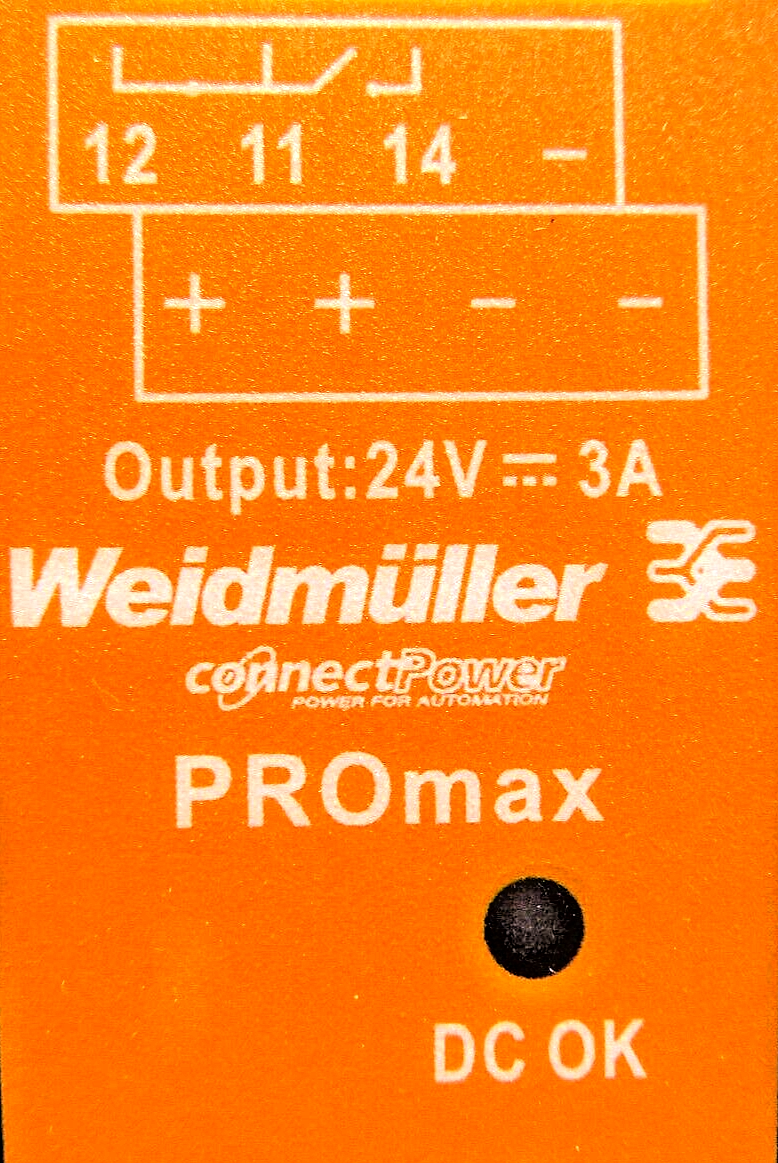 12 11 14 −
+ + − −
Output:24V ⎓ 3A
Weidmüller
connectPower
POWER FOR AUTOMATION
PROmax
DC OK